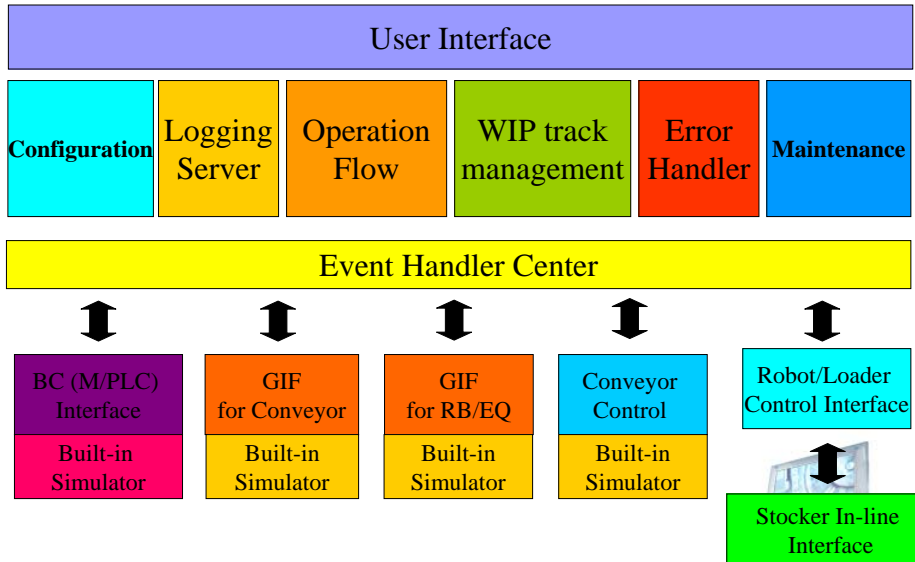 User Interface
Configuration
Logging
Server
Operation
Flow
WIP track
management
Error
Handler
Maintenance
Event Handler Center
BC (M/PLC)
Interface
Built-in
Simulator
GIF
for Conveyor
Built-in
Simulator
GIF
for RB/EQ
Built-in
Simulator
Conveyor
Control
Built-in
Simulator
Robot/Loader
Control Interface
Stocker In-line
Interface